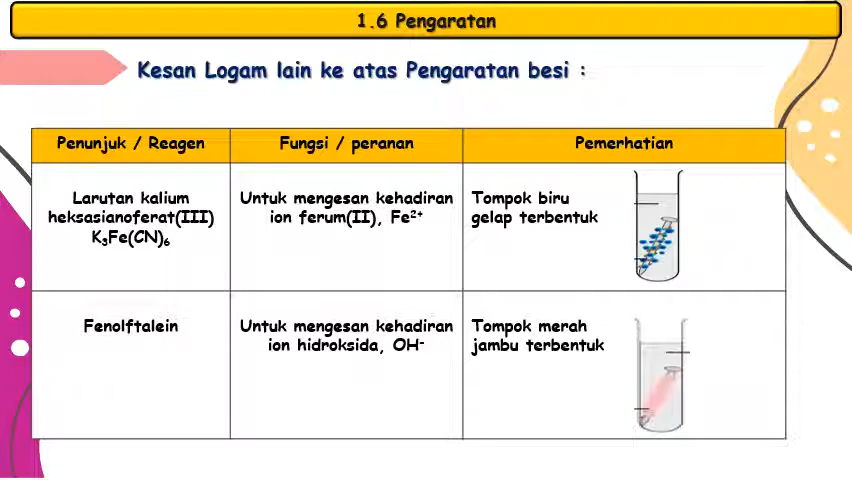 1.6 Pengaratan
Kesan Logam lain ke atas Pengaratan besi :
Penunjuk / Reagen
Fungsi / peranan
Pemerhatian
Larutan kalium
heksasianoferat(III)
K₃Fe(CN)₆
Untuk mengesan kehadiran
ion ferum(II), Fe²⁺
Tompok biru
gelap terbentuk
Fenolftalein
Untuk mengesan kehadiran
ion hidroksida, OH⁻
Tompok merah
jambu terbentuk